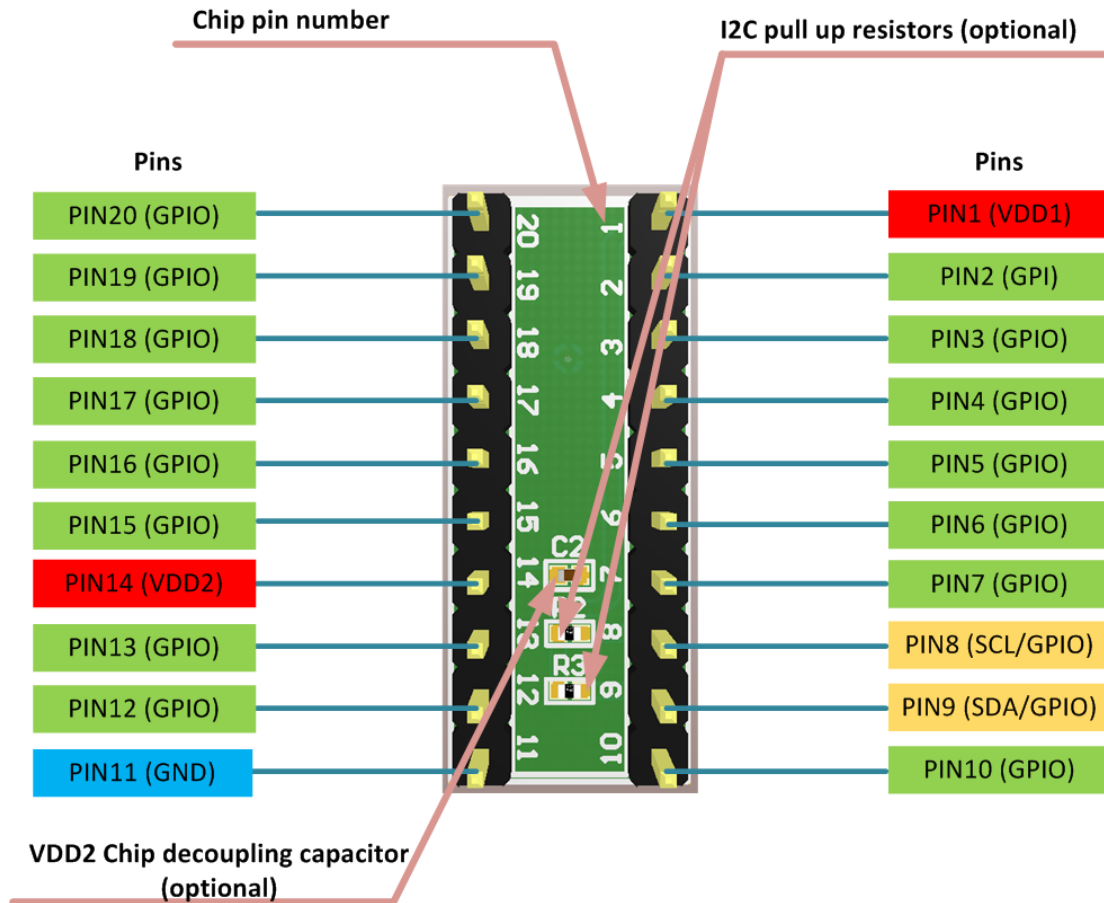 Chip pin number
I2C pull up resistors (optional)
Pins
Pins
PIN20 (GPIO)
PIN1 (VDD1)
PIN19 (GPIO)
PIN2 (GPI)
PIN18 (GPIO)
PIN3 (GPIO)
PIN17 (GPIO)
PIN4 (GPIO)
PIN16 (GPIO)
PIN5 (GPIO)
PIN15 (GPIO)
PIN6 (GPIO)
PIN14 (VDD2)
PIN7 (GPIO)
PIN13 (GPIO)
PIN8 (SCL/GPIO)
PIN12 (GPIO)
PIN9 (SDA/GPIO)
PIN11 (GND)
PIN10 (GPIO)
20 1
19 2
18 3
17 4
16 5
15 6
C2
14 7
R2
13 8
R3
12 9
11 10
VDD2 Chip decoupling capacitor
(optional)